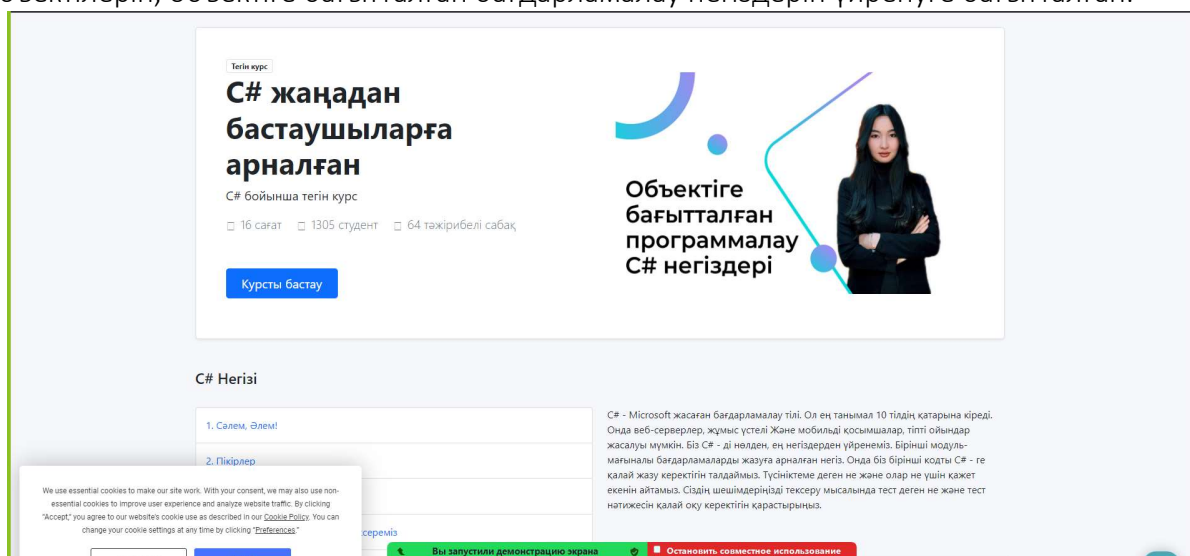 объектілерін, объектіге бағытталған бағдарламалау негіздерін үйренуге бағытталған.
Тегін курс
C# жаңадан
бастаушыларға
арналған
C# бойынша тегін курс
16 сағат 1305 студент 64 тәжірибелі сабақ
Курсты бастау
Объектіге
бағытталған
программалау
C# негіздері
C# Негізі
1. Сәлем, Әлем!
2. Пікірлер
сереміз
C# - Microsoft жасаған бағдарламалау тілі. Ол ең танымал 10 тілдің қатарына кіреді.
Онда веб-серверлер, жұмыс үстелі Және мобильді қосымшалар, тіпті ойындар
жасалуы мүмкін. Біз C# - ді нөлден, ең негіздерден үйренеміз. Бірінші модуль-
мағыналы бағдарламаларды жазуға арналған негіз. Онда біз бірінші кодты C# - ге
қалай жазу керектігін талдаймыз. Түсініктеме деген не және олар не үшін қажет
екенін айтамыз. Сіздің шешімдеріңізді тексеру мысалында тест деген не және тест
нәтижесін қалай оқу керектігін қарастырыңыз.
We use essential cookies to make our site work. With your consent, we may also use non-
essential cookies to improve user experience and analyze website traffic. By clicking
"Accept," you agree to our website's cookie use as described in our Cookie Policy. You can
change your cookie settings at any time by clicking "Preferences."
Вы запустили демонстрацию экрана
Остановить совместное использование